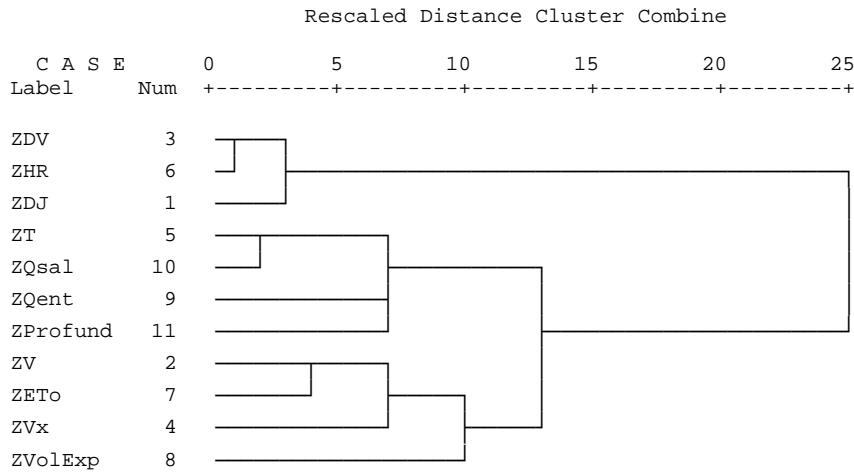 Rescaled Distance Cluster Combine
C A S E 0 5 10 15 20 25
Label Num +---------+---------+---------+---------+---------+
ZDV 3
ZHR 6
ZDJ 1
ZT 5
ZQsal 10
ZQent 9
ZProfund 11
ZV 2
ZETo 7
ZVx 4
ZVolExp 8